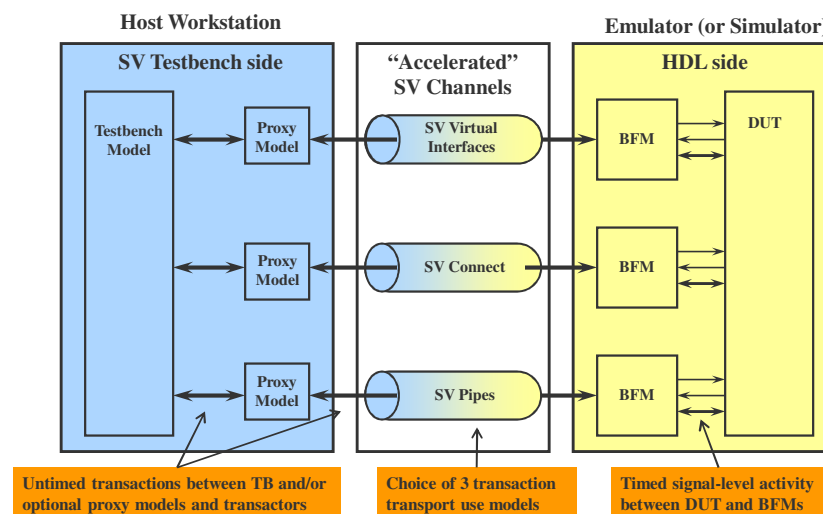 Host Workstation
Emulator (or Simulator)
SV Testbench side
“Accelerated”
SV Channels
HDL side
Testbench
Model
Proxy
Model
SV Virtual
Interfaces
BFM
DUT
Proxy
Model
SV Connect
BFM
Proxy
Model
SV Pipes
BFM
Untimed transactions between TB and/or
optional proxy models and transactors
Choice of 3 transaction
transport use models
Timed signal-level activity
between DUT and BFMs